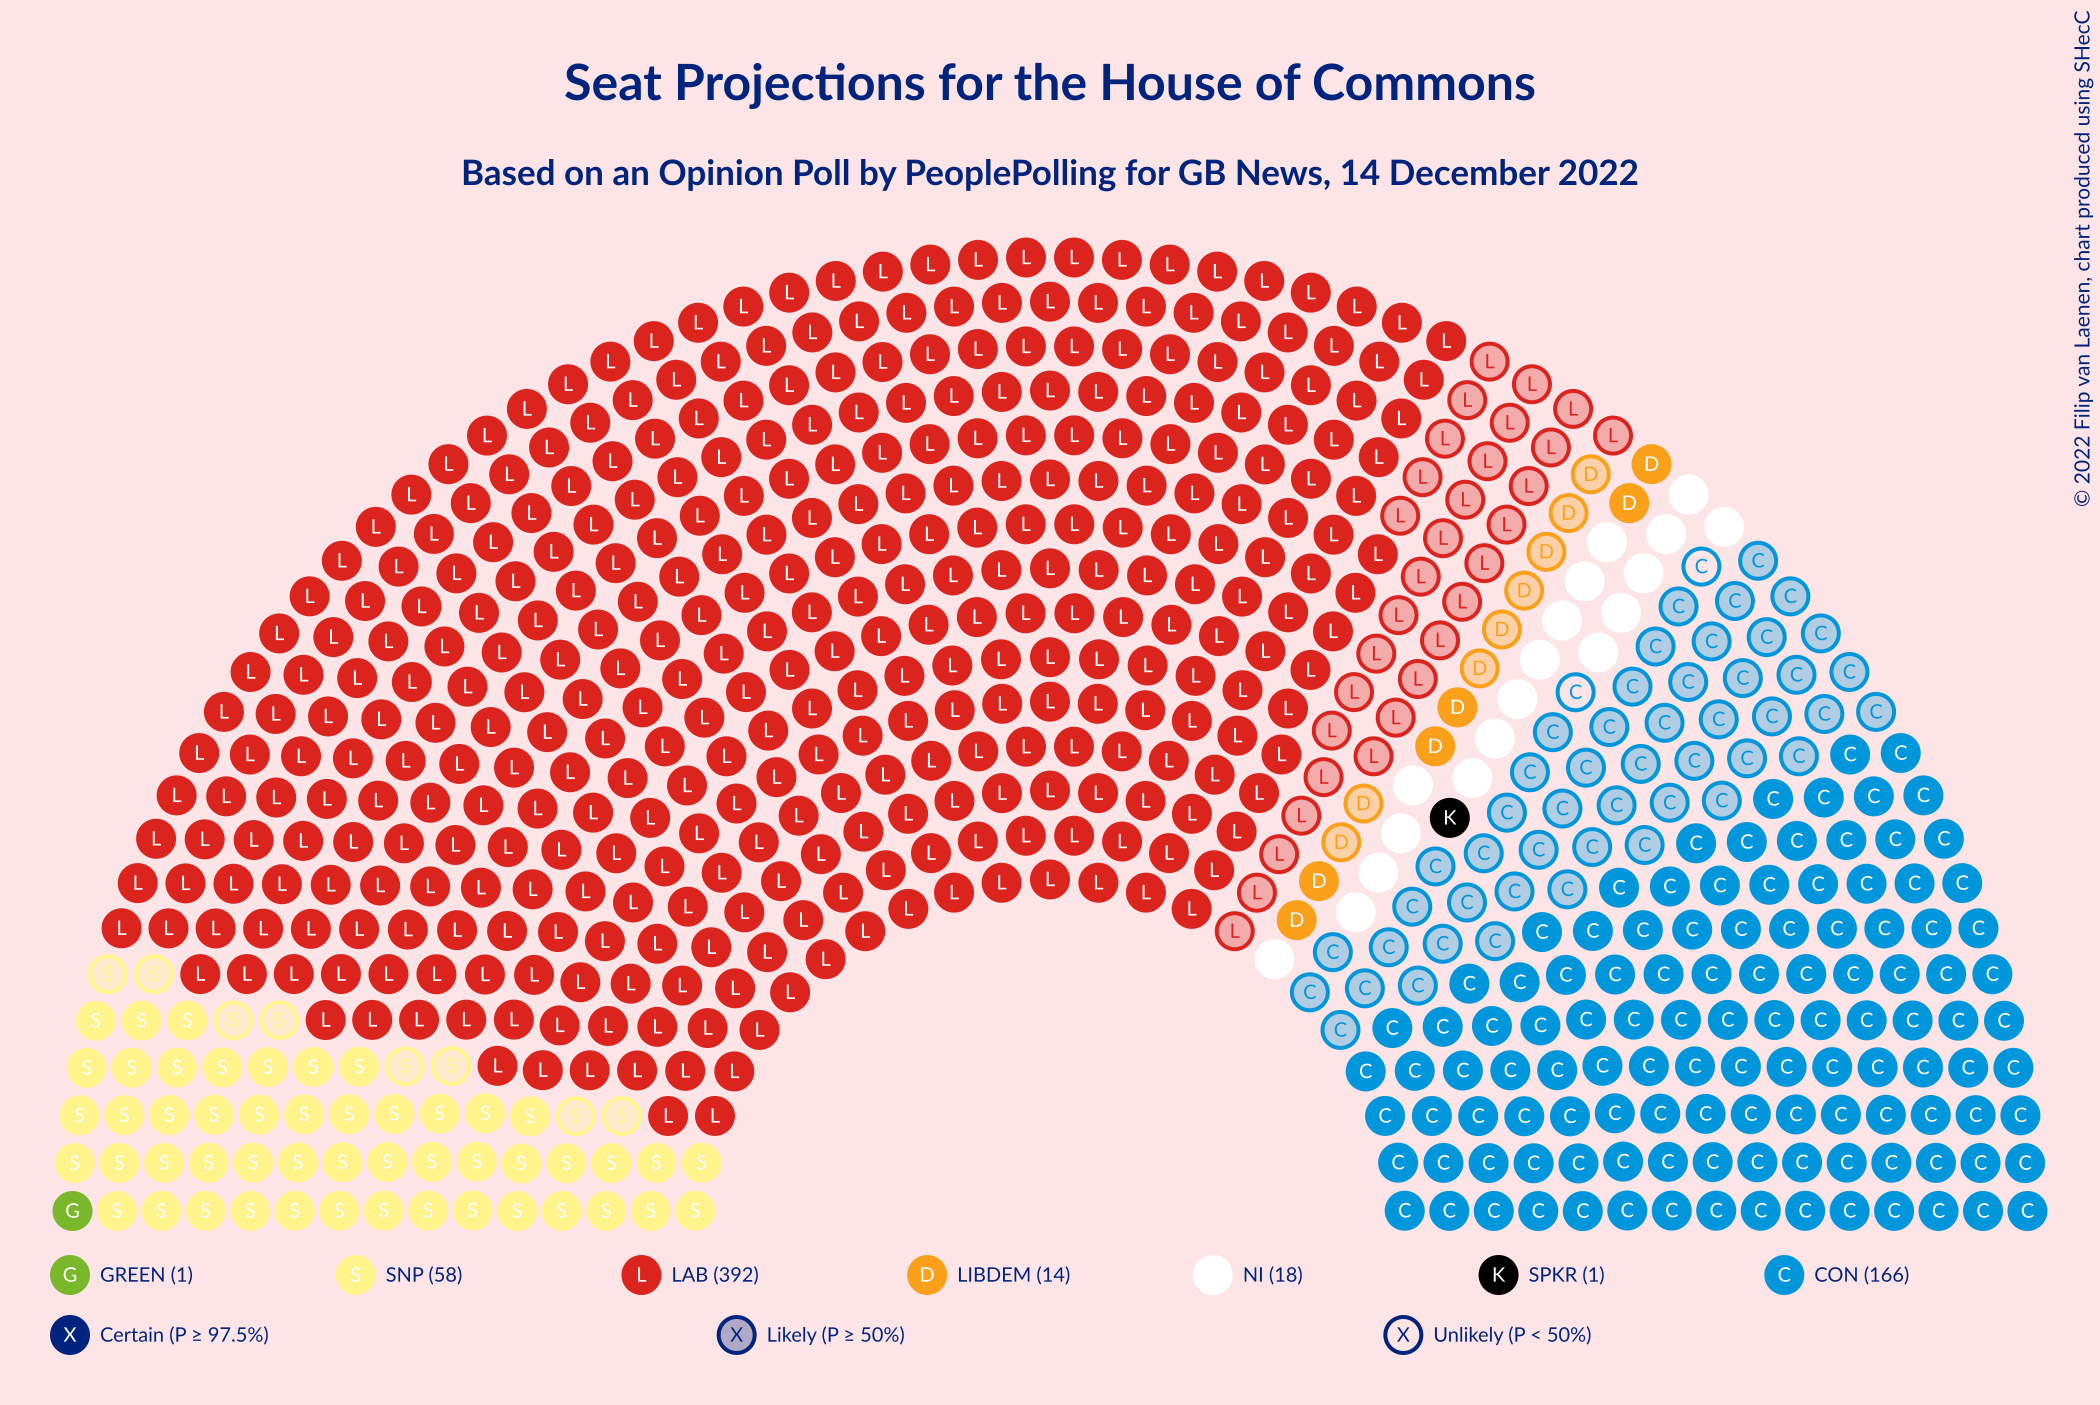 Seat Projections for the House of Commons
Based on an Opinion Poll by PeoplePolling for GB News, 14 December 2022
© 2022 Filip van Laenen, chart produced using SHecC
G GREEN (1) S SNP (58) L LAB (392) D LIBDEM (14) NI (18) K SPKR (1) C CON (166)
X Certain (P ≥ 97.5%) X Likely (P ≥ 50%) X Unlikely (P < 50%)